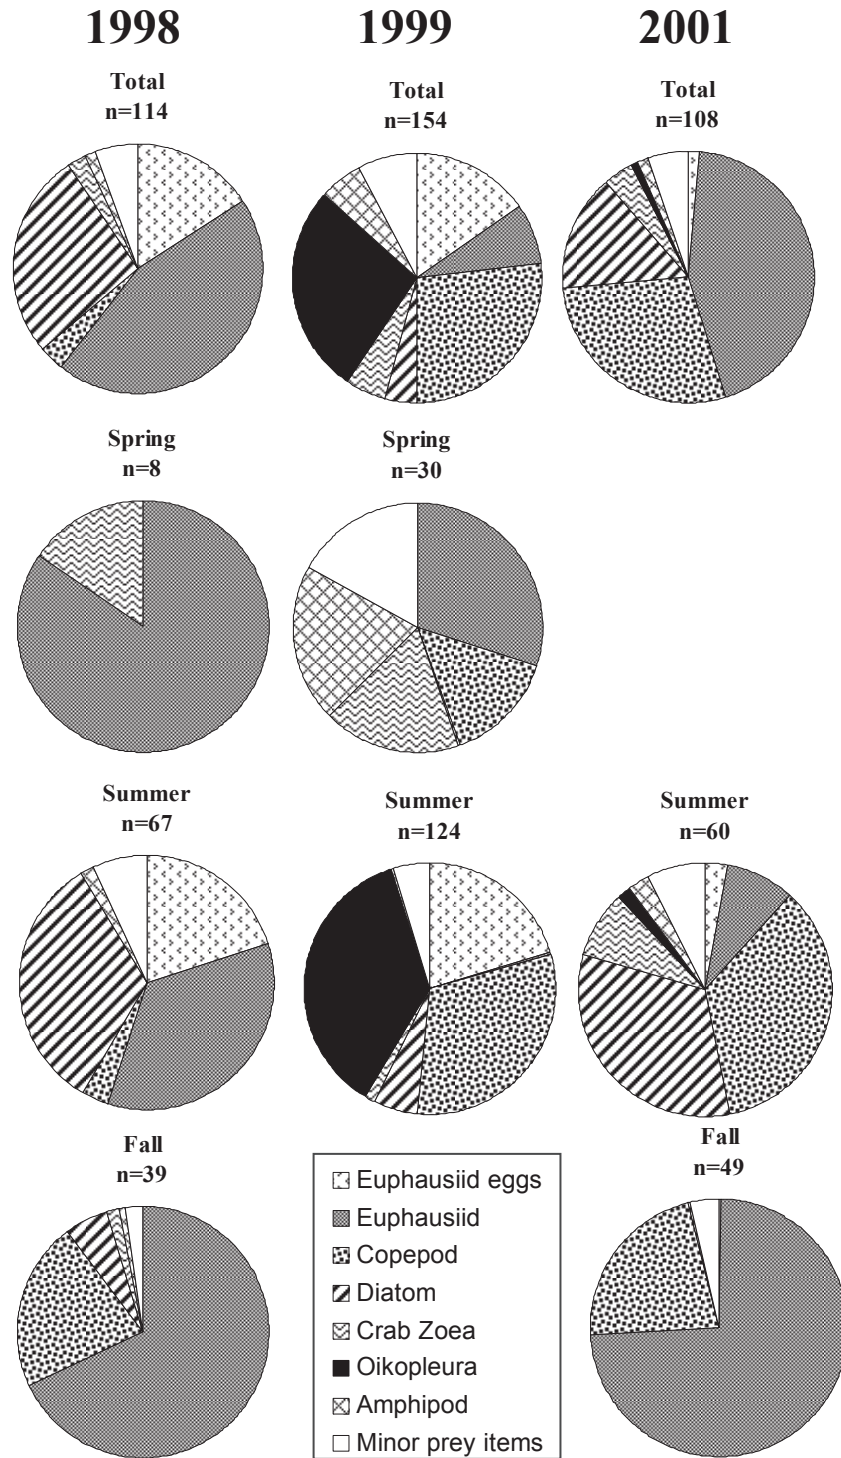 1998 1999 2001
Total
n=114
Total
n=154
Total
n=108
Spring
n=8
Spring
n=30
Summer
n=67
Summer
n=124
Summer
n=60
Fall
n=39
Fall
n=49
Euphausiid eggs
Euphausiid
Copepod
Diatom
Crab Zoea
Oikopleura
Amphipod
Minor prey items